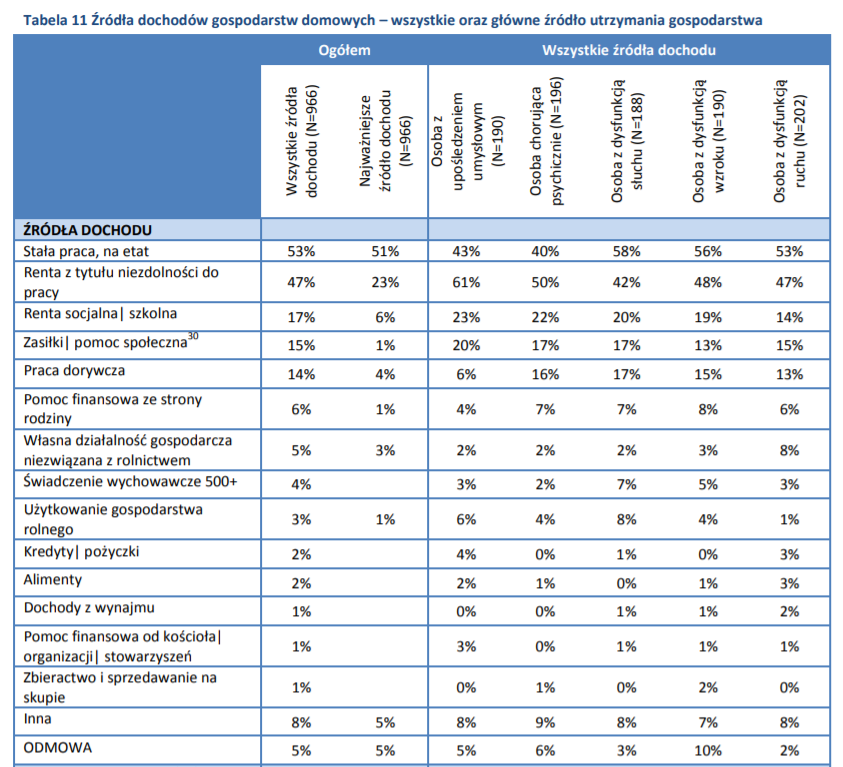 Tabela 11 Źródła dochodów gospodarstw domowych – wszystkie oraz główne źródło utrzymania gospodarstwa
Ogółem Wszystkie źródła dochodu
Wszystkie źródła dochodu (N=966) Najważniejsze źródło dochodu (N=966) Osoba z upośledzeniem umysłowym (N=190) Osoba chorująca psychicznie (N=196) Osoba z dysfunkcją słuchu (N=188) Osoba z dysfunkcją wzroku (N=190) Osoba z dysfunkcją ruchu (N=202)
ŹRÓDŁA DOCHODU
Stała praca, na etat 53% 51% 43% 40% 58% 56% 53%
Renta z tytułu niezdolności do
pracy 47% 23% 61% 50% 42% 48% 47%
Renta socjalna| szkolna 17% 6% 23% 22% 20% 19% 14%
Zasiłki| pomoc społeczna30 15% 1% 20% 17% 17% 13% 15%
Praca dorywcza 14% 4% 6% 16% 17% 15% 13%
Pomoc finansowa ze strony
rodziny 6% 1% 4% 7% 7% 8% 6%
Własna działalność gospodarcza
niezwiązana z rolnictwem 5% 3% 2% 2% 2% 3% 8%
Świadczenie wychowawcze 500+ 4% 3% 2% 7% 5% 3%
Użytkowanie gospodarstwa
rolnego 3% 1% 6% 4% 8% 4% 1%
Kredyty| pożyczki 2% 4% 0% 1% 0% 3%
Alimenty 2% 2% 1% 0% 1% 3%
Dochody z wynajmu 1% 0% 0% 1% 1% 2%
Pomoc finansowa od kościoła|
organizacji| stowarzyszeń 1% 3% 0% 1% 1% 1%
Zbieractwo i sprzedawanie na
skupie 1% 0% 1% 0% 2% 0%
Inna 8% 5% 8% 9% 8% 7% 8%
ODMOWA 5% 5% 5% 6% 3% 10% 2%